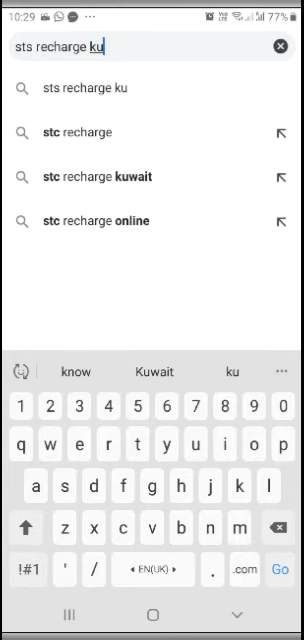 10:29 ... 77%
sts recharge ku
sts recharge ku
stc recharge
stc recharge kuwait
stc recharge online
know Kuwait ku ...
1 2 3 4 5 6 7 8 9 0
q w e r t y u i o p
a s d f g h j k l
z x c v b n m
!#1 ' / EN(UK) . .com Go